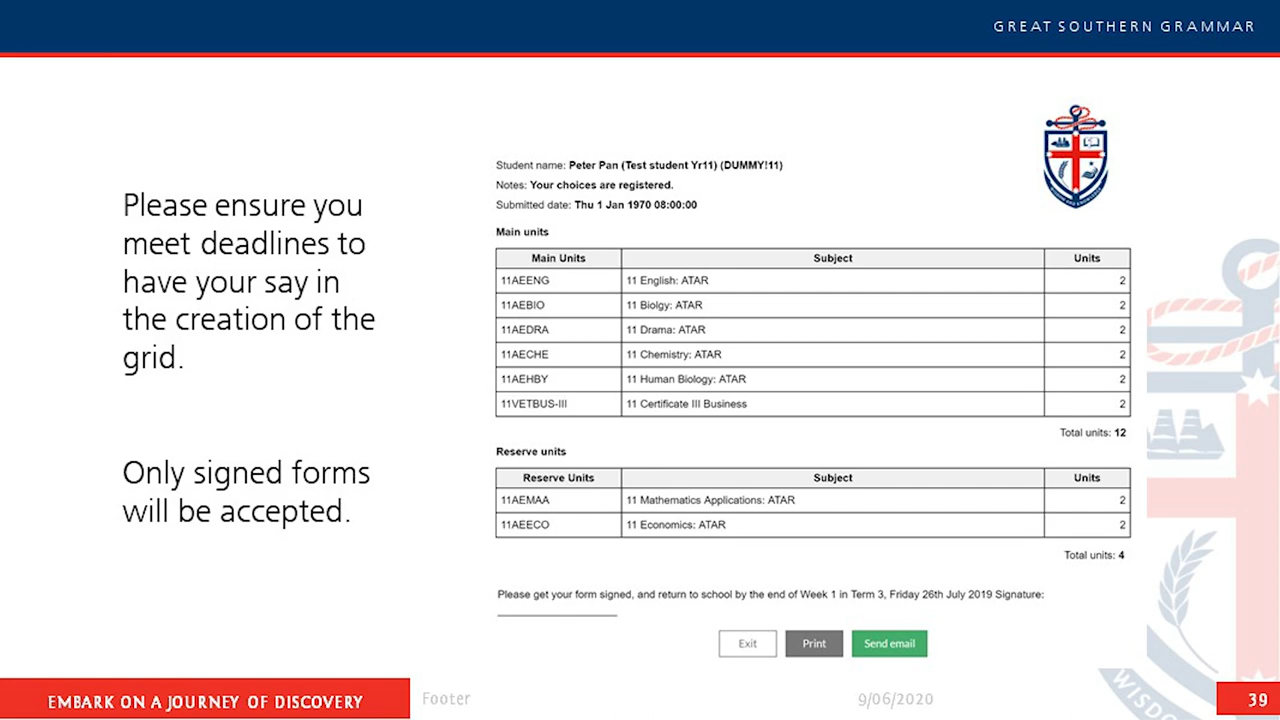 GREAT SOUTHERN GRAMMAR
Please ensure you
meet deadlines to
have your say in
the creation of the
grid.
Only signed forms
will be accepted.
Student name: Peter Pan (Test student Yr11) (DUMMY!11)
Notes: Your choices are registered.
Submitted date: Thu 1 Jan 1970 08:00:00
Main units
Main Units Subject Units
11AEENG 11 English: ATAR 2
11AEBIO 11 Biolgy: ATAR 2
11AEDRA 11 Drama: ATAR 2
11AECHE 11 Chemistry: ATAR 2
11AEHBY 11 Human Biology: ATAR 2
11VETBUS-III 11 Certificate III Business 2
Total units: 12
Reserve units
Reserve Units Subject Units
11AEMAA 11 Mathematics Applications: ATAR 2
11AEECO 11 Economics: ATAR 2
Total units: 4
Please get your form signed, and return to school by the end of Week 1 in Term 3, Friday 26th July 2019 Signature:
Exit Print Send email
EMBARK ON A JOURNEY OF DISCOVERY Footer 9/06/2020 39